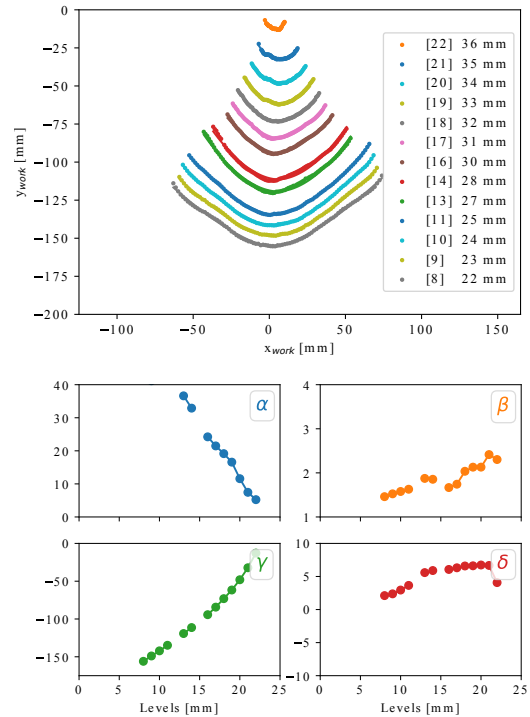 0
−25
−50
−75
−100
−125
−150
−175
−200
y_work [mm]
[22] 36 mm
[21] 35 mm
[20] 34 mm
[19] 33 mm
[18] 32 mm
[17] 31 mm
[16] 30 mm
[14] 28 mm
[13] 27 mm
[11] 25 mm
[10] 24 mm
[9] 23 mm
[8] 22 mm
−100 −50 0 50 100 150
x_work [mm]
40
30
20
10
0
α
4
3
2
1
β
0
−50
−100
−150
γ
0 5 10 15 20 25
Levels [mm]
10
5
0
−5
−10
δ
0 5 10 15 20 25
Levels [mm]